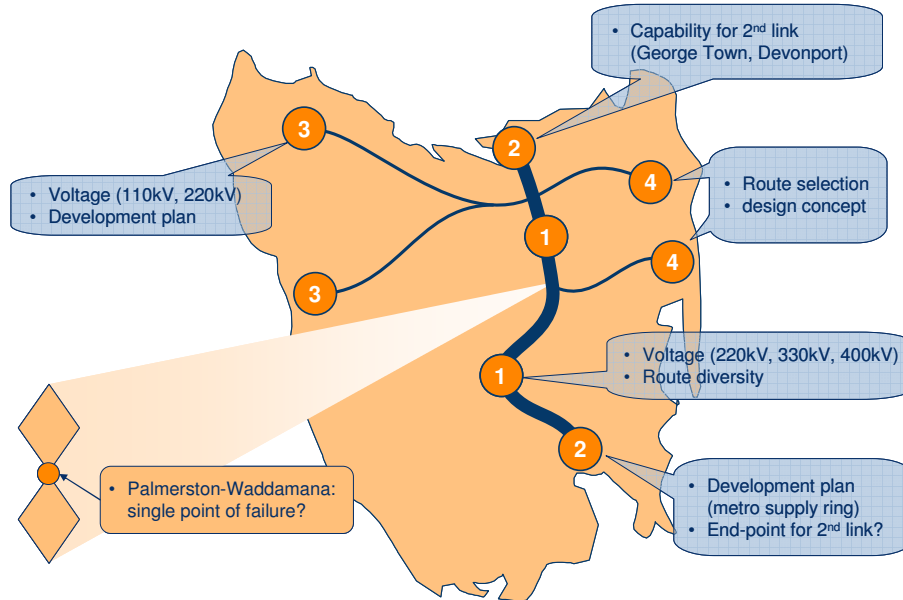 • Capability for 2nd link
(George Town, Devonport)
3
2
• Voltage (110kV, 220kV)
• Development plan
4
• Route selection
• design concept
1
4
3
• Voltage (220kV, 330kV, 400kV)
• Route diversity
1
2
• Palmerston-Waddamana:
single point of failure?
• Development plan
(metro supply ring)
• End-point for 2nd link?